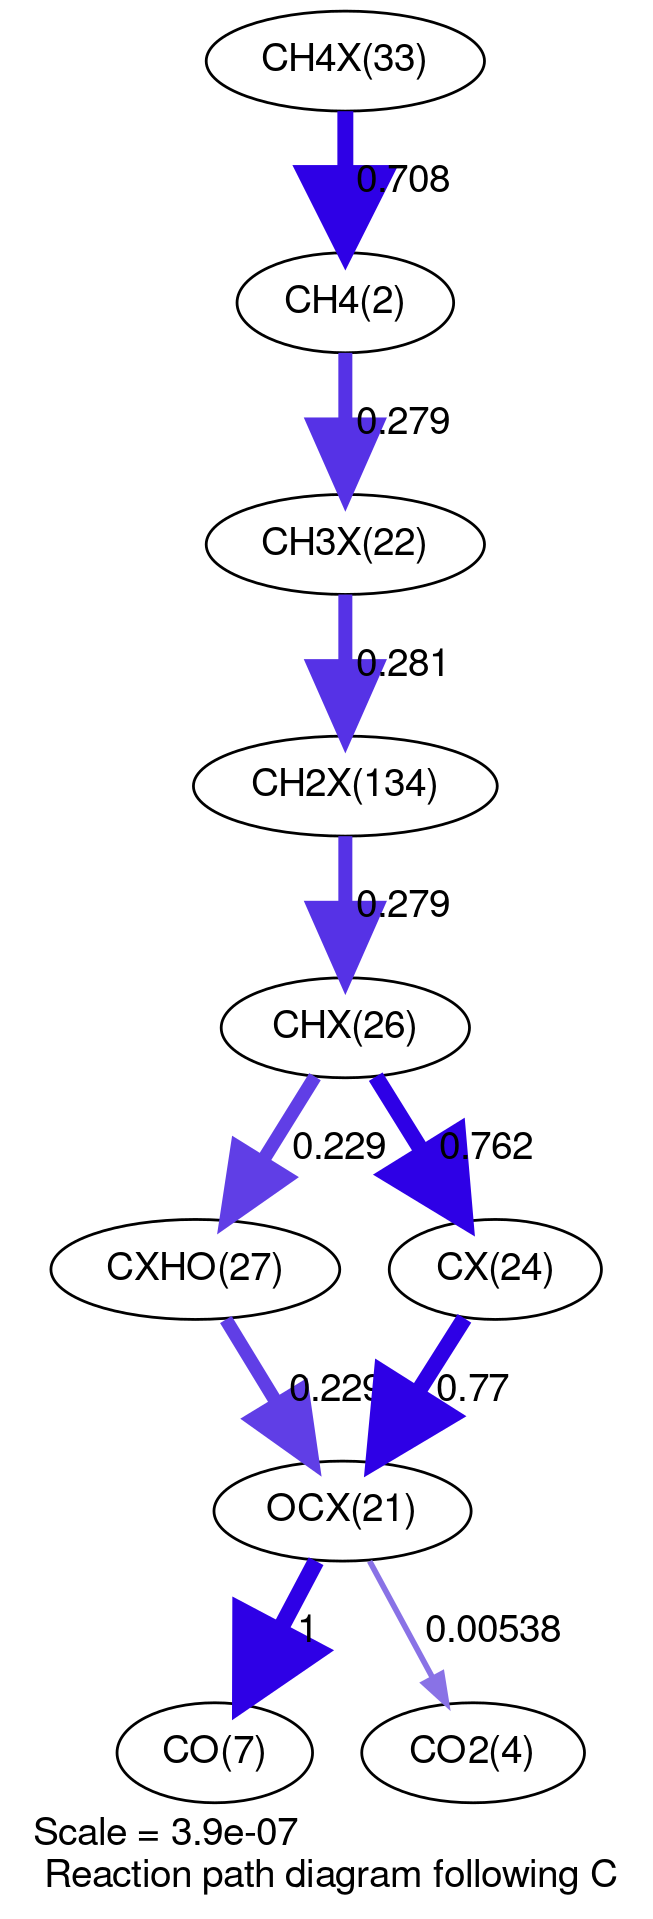 CH4X(33)
0.708
CH4(2)
0.279
CH3X(22)
0.281
CH2X(134)
0.279
CHX(26)
0.229
0.762
CXHO(27)
CX(24)
0.229
0.77
OCX(21)
1
0.00538
CO(7)
CO2(4)
Scale = 3.9e-07
Reaction path diagram following C